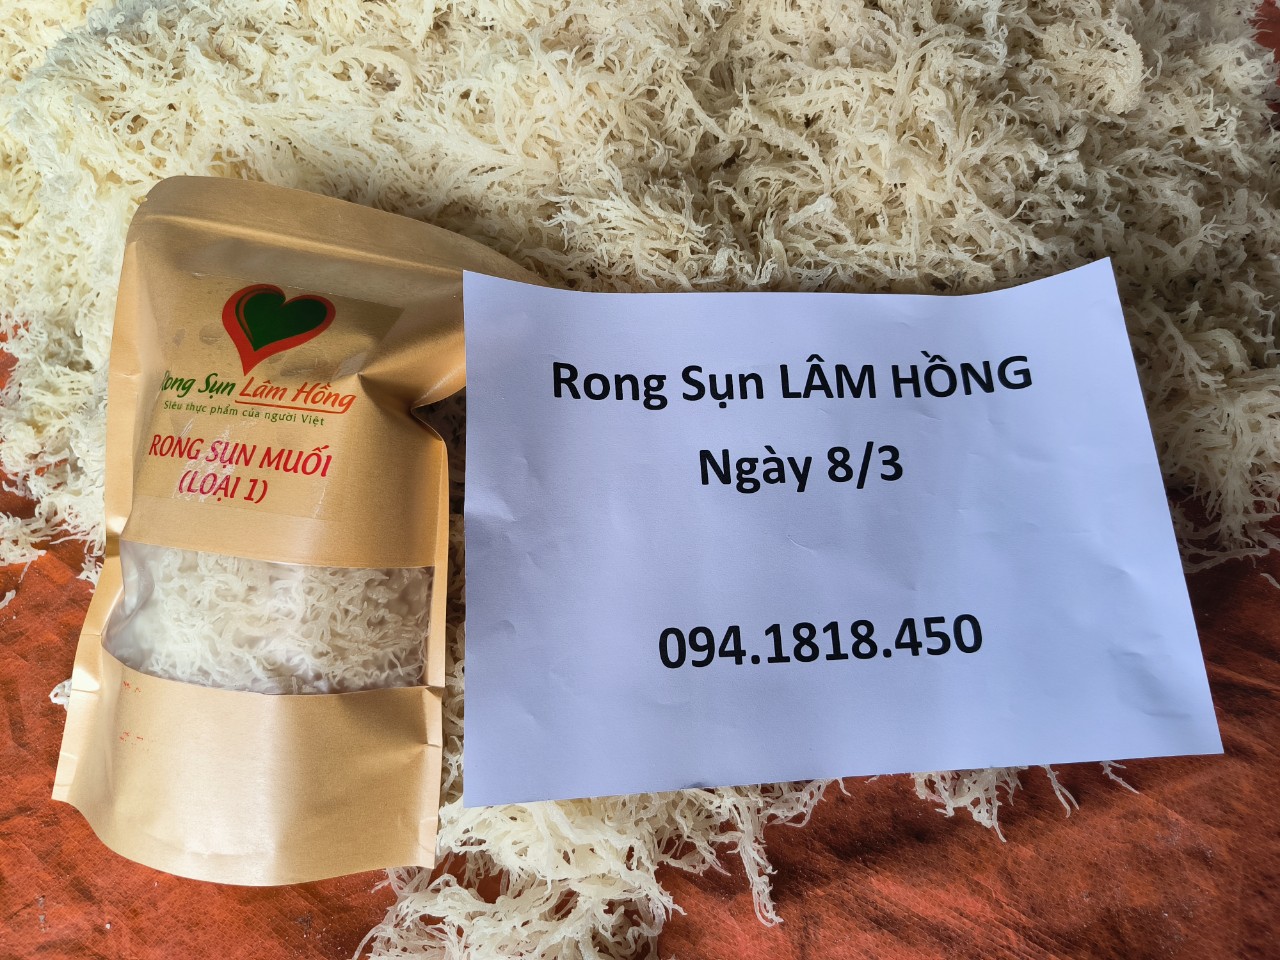 Rong Sụn Lâm Hồng
Siêu thực phẩm của người Việt
RONG SỤN MUỐI
(LOẠI 1)
Rong Sụn LÂM HỒNG
Ngày 8/3
094.1818.450